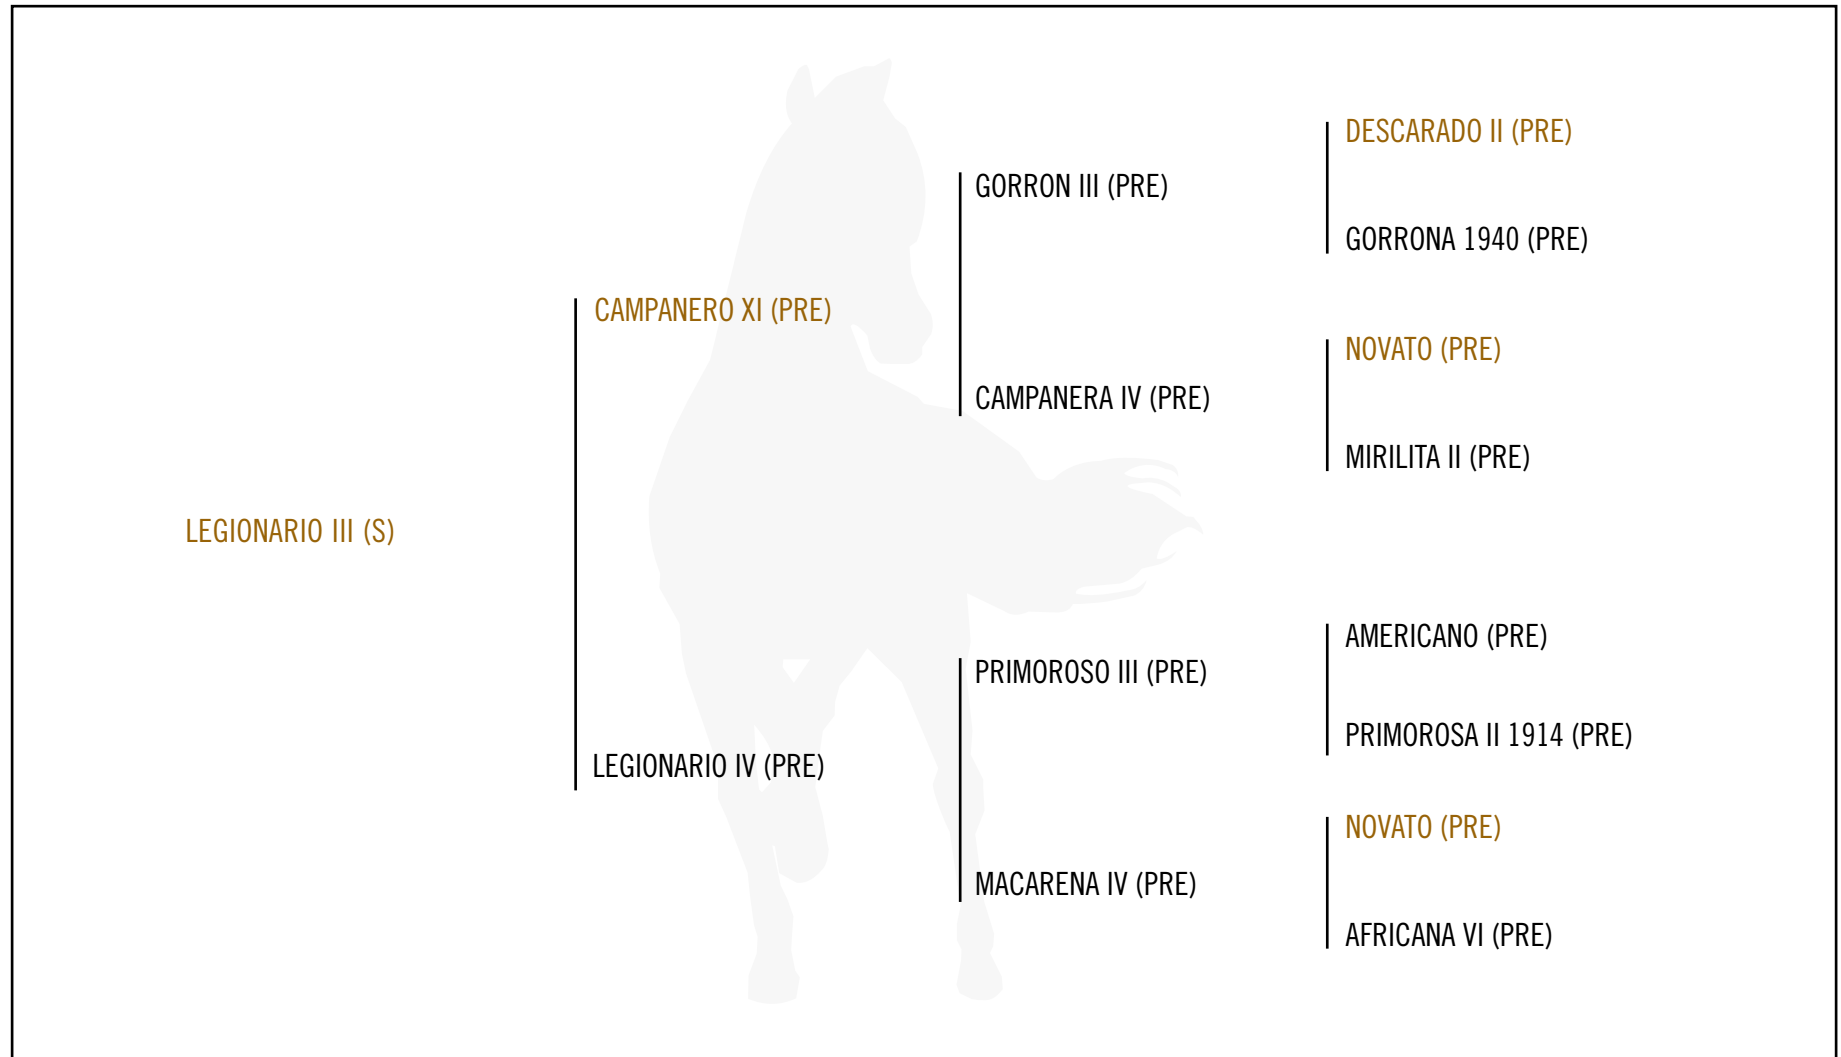 DESCARADO II (PRE)
GORRON III (PRE)
GORRONA 1940 (PRE)
CAMPANERO XI (PRE)
NOVATO (PRE)
CAMPANERA IV (PRE)
MIRILITA II (PRE)
LEGIONARIO III (S)
AMERICANO (PRE)
PRIMOROSO III (PRE)
PRIMOROSA II 1914 (PRE)
LEGIONARIO IV (PRE)
NOVATO (PRE)
MACARENA IV (PRE)
AFRICANA VI (PRE)